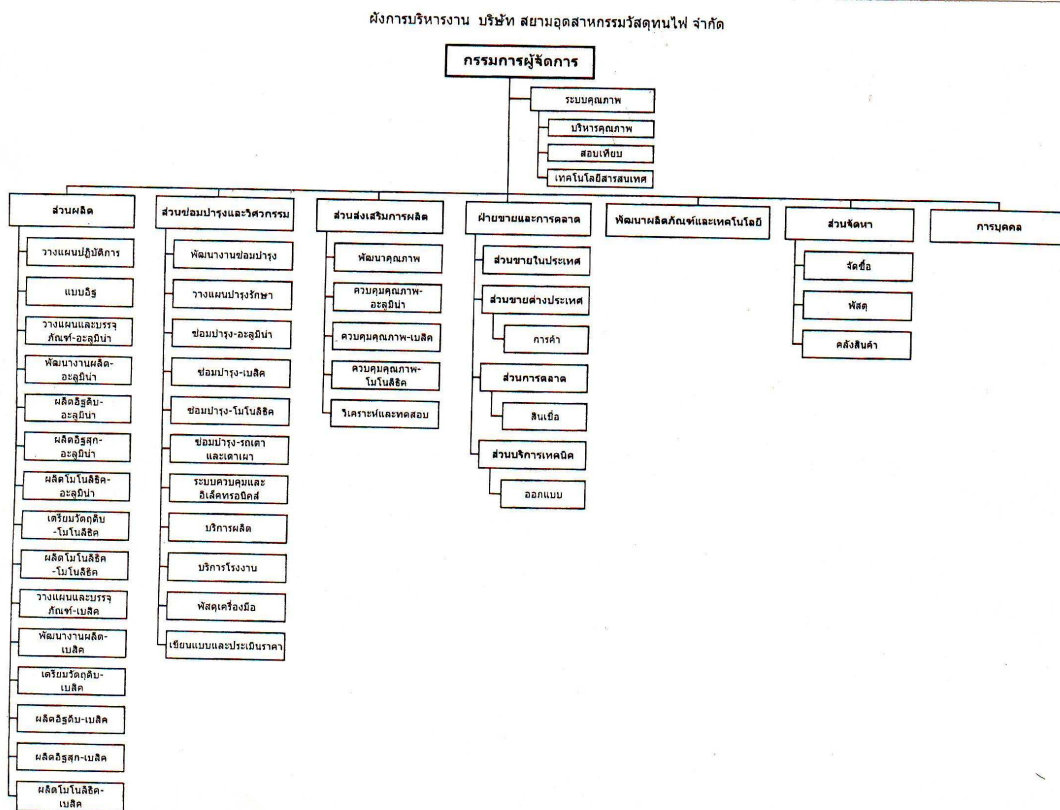 ผังการบริหารงาน บริษัท สยามอุตสาหกรรมวัสดุทนไฟ จำกัด
กรรมการผู้จัดการ
ระบบคุณภาพ
บริหารคุณภาพ
สอบเทียบ
เทคโนโลยีสารสนเทศ
ส่วนผลิต
วางแผนปฏิบัติการ
แบบอิฐ
วางแผนและบรรจุ
ภัณฑ์-อะลูมิน่า
พัฒนางานผลิต-
อะลูมิน่า
ผลิตอิฐดิบ-
อะลูมิน่า
ผลิตอิฐสุก-
อะลูมิน่า
ผลิตโมโนลิธิค-
อะลูมิน่า
เตรียมวัตถุดิบ
-โมโนลิธิค
ผลิตโมโนลิธิค
-โมโนลิธิค
วางแผนและบรรจุ
ภัณฑ์-เบสิค
พัฒนางานผลิต-
เบสิค
เตรียมวัตถุดิบ-
เบสิค
ผลิตอิฐดิบ-เบสิค
ผลิตอิฐสุก-เบสิค
ผลิตโมโนลิธิค-
เบสิค
ส่วนซ่อมบำรุงและวิศวกรรม
พัฒนางานซ่อมบำรุง
วางแผนบำรุงรักษา
ซ่อมบำรุง-อะลูมิน่า
ซ่อมบำรุง-เบสิค
ซ่อมบำรุง-โมโนลิธิค
ซ่อมบำรุง-รถเตา
และเตาเผา
ระบบควบคุมและ
อิเล็คทรอนิคส์
บริการผลิต
บริการโรงงาน
พัสดุเครื่องมือ
เขียนแบบและประเมินราคา
ส่วนส่งเสริมการผลิต
พัฒนาคุณภาพ
ควบคุมคุณภาพ-
อะลูมิน่า
ควบคุมคุณภาพ-เบสิค
ควบคุมคุณภาพ-
โมโนลิธิค
วิเคราะห์และทดสอบ
ฝ่ายขายและการตลาด
ส่วนขายในประเทศ
ส่วนขายต่างประเทศ
การค้า
ส่วนการตลาด
สินเชื่อ
ส่วนบริการเทคนิค
ออกแบบ
พัฒนาผลิตภัณฑ์และเทคโนโลยี
ส่วนจัดหา
จัดซื้อ
พัสดุ
คลังสินค้า
การบุคคล